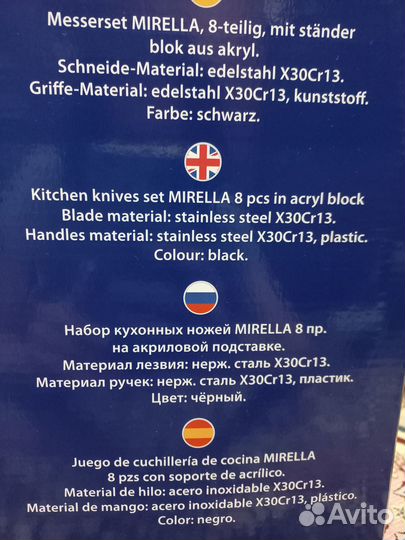 Messerset MIRELLA, 8-teilig, mit ständer
blok aus akryl.
Schneide-Material: edelstahl X30Cr13.
Griffe-Material: edelstahl X30Cr13, kunststoff.
Farbe: schwarz.
Kitchen knives set MIRELLA 8 pcs in acryl block
Blade material: stainless steel X30Cr13.
Handles material: stainless steel X30Cr13, plastic.
Colour: black.
Набор кухонных ножей MIRELLA 8 пр.
на акриловой подставке.
Материал лезвия: нерж. сталь X30Cr13.
Материал ручек: нерж. сталь X30Cr13, пластик.
Цвет: чёрный.
Juego de cuchillería de cocina MIRELLA
8 pzs con soporte de acrílico.
Material de hilo: acero inoxidable X30Cr13.
Material de mango: acero inoxidable X30Cr13, plástico.
Color: negro.
Avito